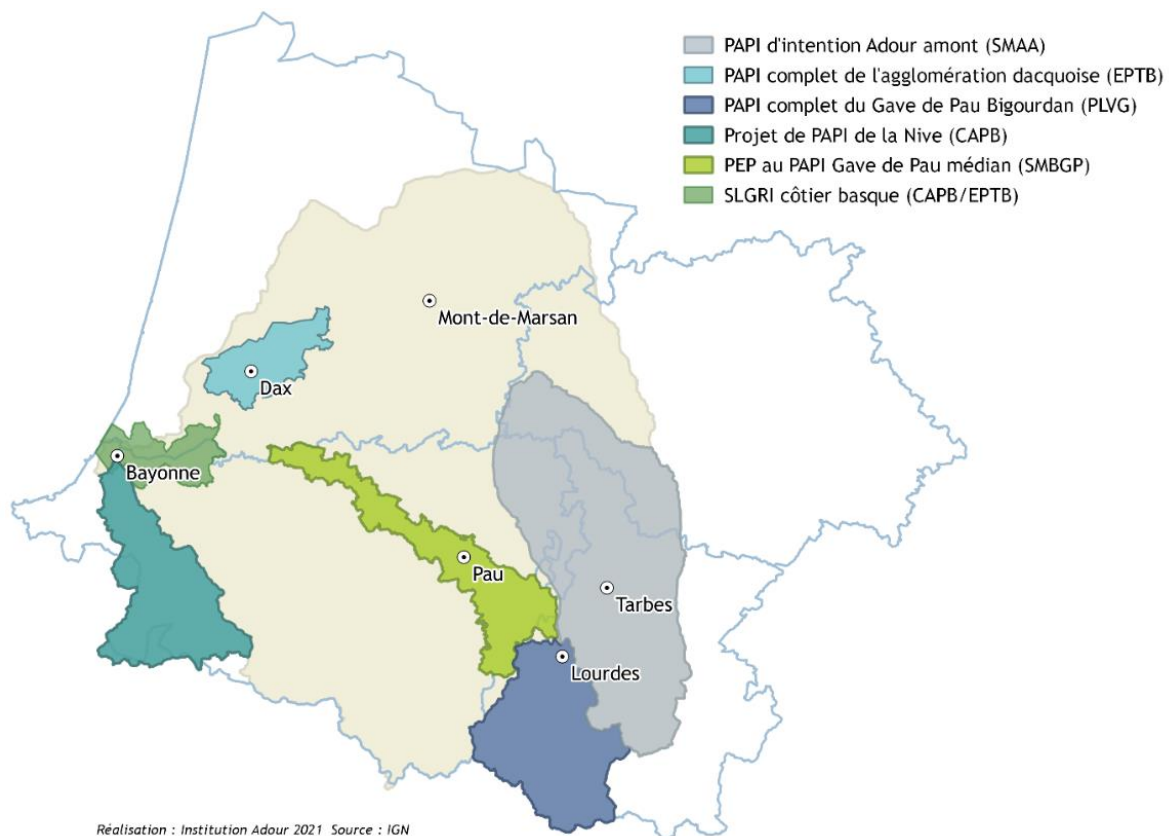 PAPI d'intention Adour amont (SMAA)
PAPI complet de l'agglomération dacquoise (EPTB)
PAPI complet du Gave de Pau Bigourdan (PLVG)
Projet de PAPI de la Nive (CAPB)
PEP au PAPI Gave de Pau médian (SMBGP)
SLGRI côtier basque (CAPB/EPTB)
Mont-de-Marsan
Dax
Bayonne
Pau
Tarbes
Lourdes
Réalisation : Institution Adour 2021 Source : IGN